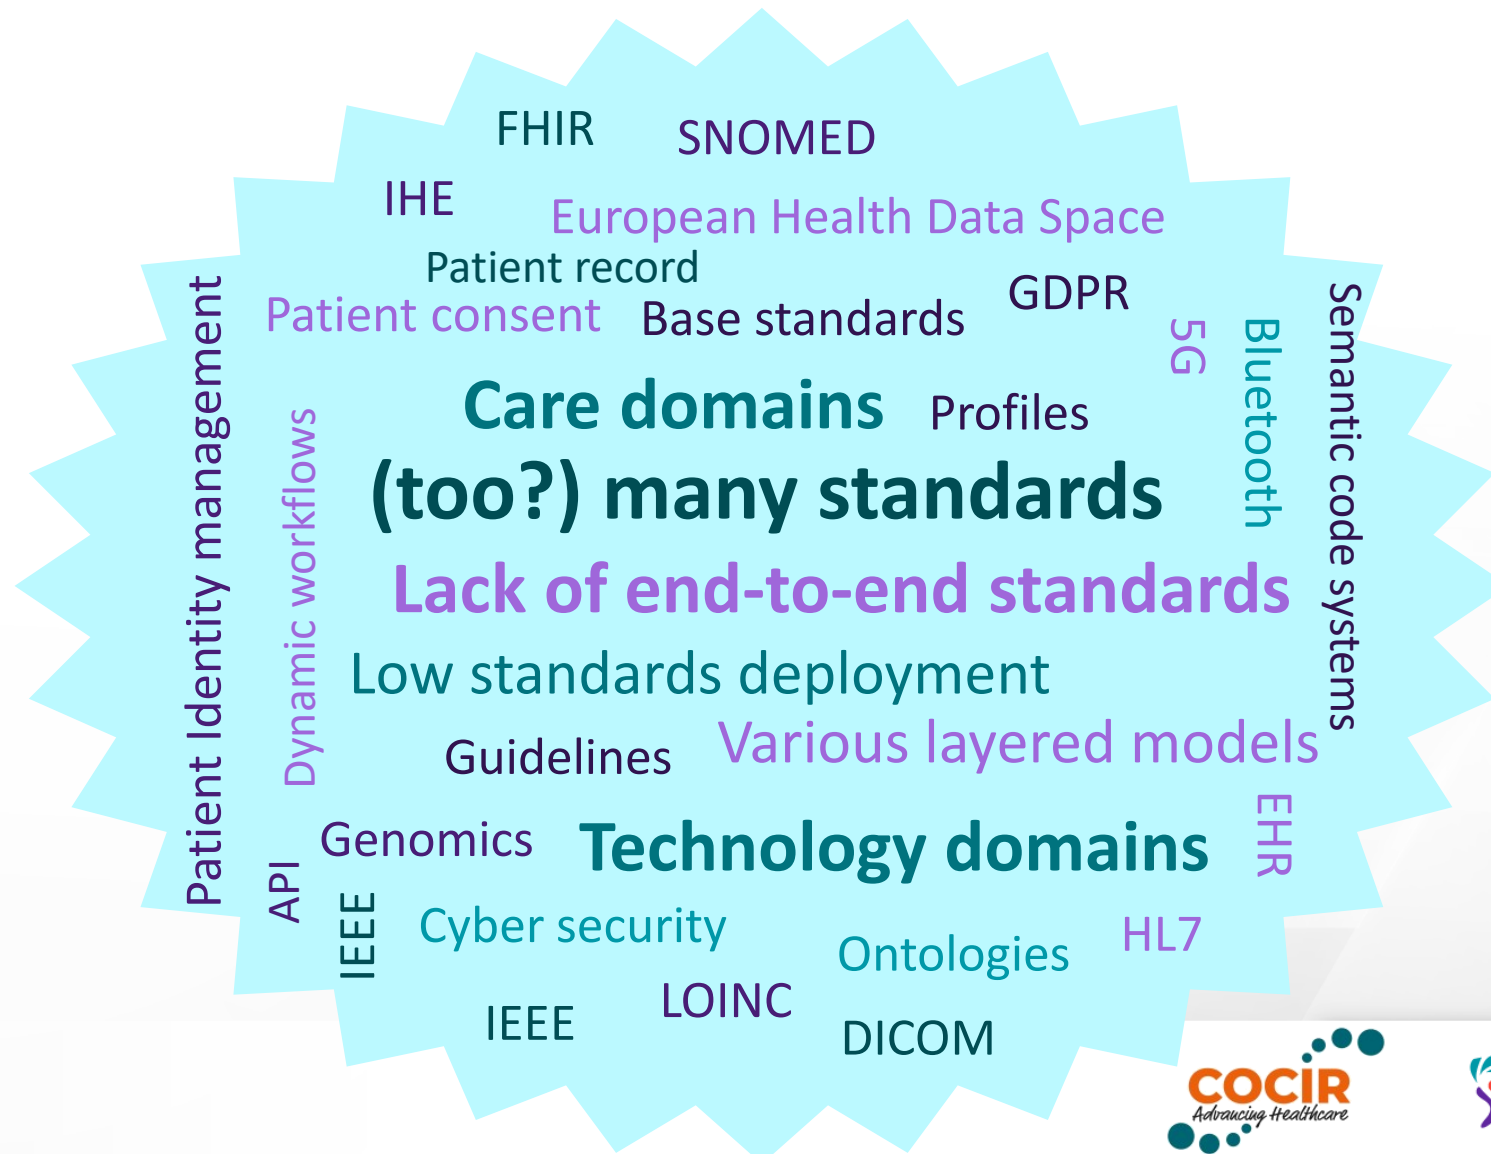 FHIR
SNOMED
IHE
European Health Data Space
Patient record
GDPR
Patient consent
Base standards
5G
Bluetooth
Semantic code systems
Patient Identity management
Dynamic workflows
Care domains
Profiles
(too?) many standards
Lack of end-to-end standards
Low standards deployment
Various layered models
Guidelines
EHR
Genomics
Technology domains
API
IEEE
Cyber security
HL7
Ontologies
LOINC
IEEE
DICOM
COCIR
Advancing Healthcare